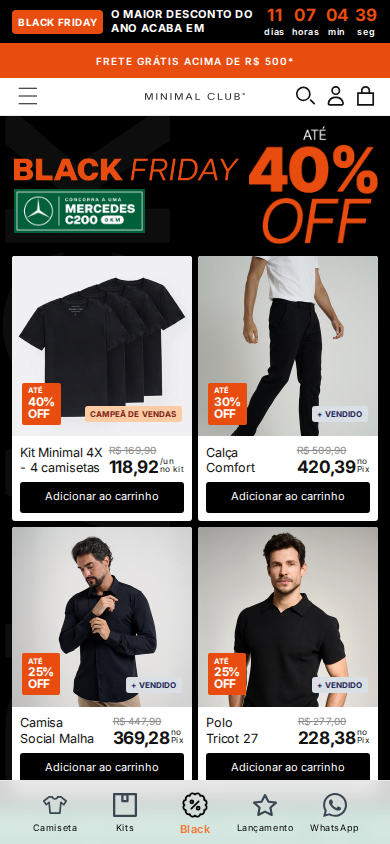 BLACK FRIDAY
O MAIOR DESCONTO DO
ANO ACABA EM
11 07 04 39
dias horas min seg
FRETE GRÁTIS ACIMA DE R$ 500*
MINIMAL CLUB
BLACK FRIDAY
ATÉ
40%
OFF
CONCORRA A UMA
MERCEDES
C200 0KM
ATÉ
40%
OFF
CAMPEÃ DE VENDAS
Kit Minimal 4X
- 4 camisetas
R$ 169,90
118,92 /un no kit
Adicionar ao carrinho
ATÉ
30%
OFF
+ VENDIDO
Calça
Comfort
R$ 509,90
420,39 no Pix
Adicionar ao carrinho
ATÉ
25%
OFF
+ VENDIDO
Camisa
Social Malha
R$ 447,90
369,28 no Pix
Adicionar ao carrinho
ATÉ
25%
OFF
+ VENDIDO
Polo
Tricot 27
R$ 277,00
228,38 no Pix
Adicionar ao carrinho
Camiseta
Kits
Black
Lançamento
WhatsApp